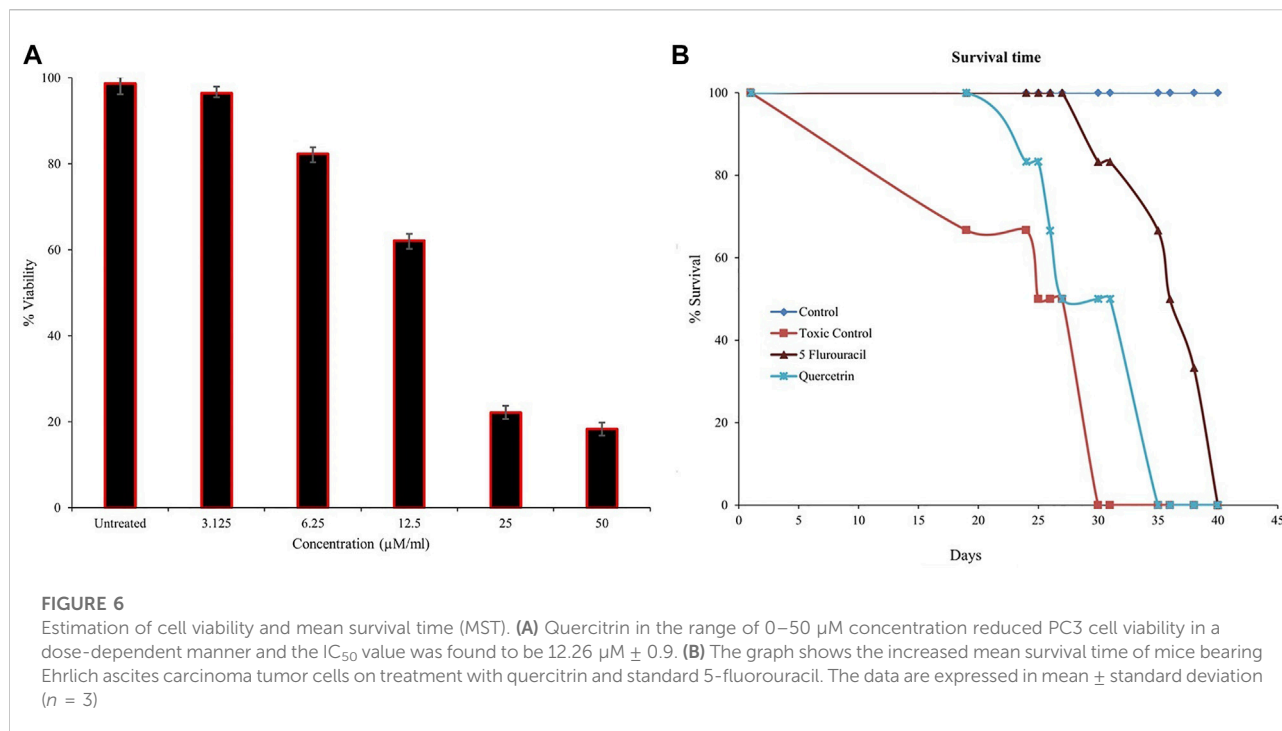 A
100
80
60
40
20
0
% Viability
Untreated 3.125 6.25 12.5 25 50
Concentration (µM/ml)
B
Survival time
100
80
60
40
20
0
% Survival
Control
Toxic Control
5 Flurouracil
Quercetrin
0 5 10 15 20 25 30 35 40 45
Days
FIGURE 6
Estimation of cell viability and mean survival time (MST). (A) Quercitrin in the range of 0–50 µM concentration reduced PC3 cell viability in a
dose-dependent manner and the IC50 value was found to be 12.26 µM ± 0.9. (B) The graph shows the increased mean survival time of mice bearing
Ehrlich ascites carcinoma tumor cells on treatment with quercitrin and standard 5-fluorouracil. The data are expressed in mean ± standard deviation
(n = 3)